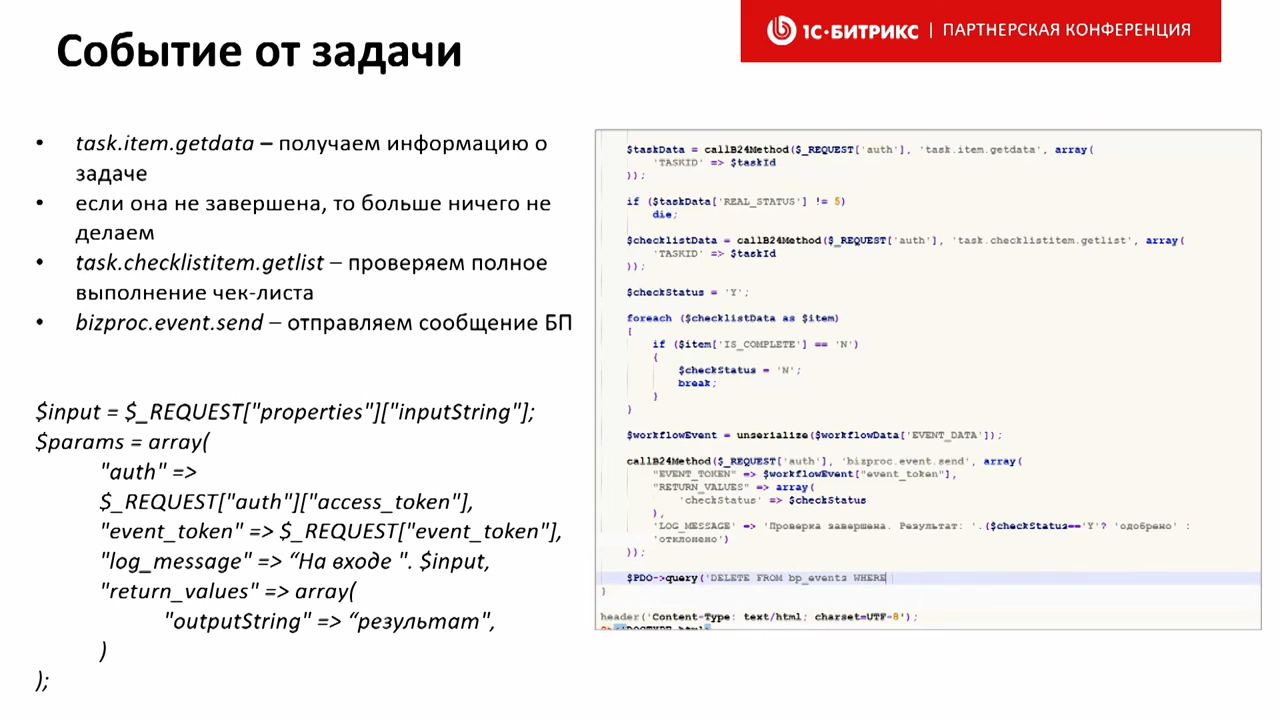 Событие от задачи
1С·БИТРИКС | ПАРТНЕРСКАЯ КОНФЕРЕНЦИЯ
• task.item.getdata – получаем информацию о
задаче
• если она не завершена, то больше ничего не
делаем
• task.checklistitem.getlist – проверяем полное
выполнение чек-листа
• bizproc.event.send – отправляем сообщение БП
$input = $_REQUEST["properties"]["inputString"];
$params = array(
"auth" =>
$_REQUEST["auth"]["access_token"],
"event_token" => $_REQUEST["event_token"],
"log_message" => “На входе ". $input,
"return_values" => array(
"outputString" => “результат",
)
);
$taskData = callB24Method($_REQUEST['auth'], 'task.item.getdata', array(
'TASKID' => $taskId
));
if ($taskData['REAL_STATUS'] != 5)
die;
$checklistData = callB24Method($_REQUEST['auth'], 'task.checklistitem.getlist', array(
'TASKID' => $taskId
));
$checkStatus = 'Y';
foreach ($checklistData as $item)
{
if ($item['IS_COMPLETE'] == 'N')
{
$checkStatus = 'N';
break;
}
}
$workflowEvent = unserialize($workflowData['EVENT_DATA']);
callB24Method($_REQUEST['auth'], 'bizproc.event.send', array(
"EVENT_TOKEN" => $workflowEvent["event_token"],
"RETURN_VALUES" => array(
'checkStatus' => $checkStatus
),
'LOG_MESSAGE' => 'Проверка завершена. Результат: '.($checkStatus=='Y'? 'одобрено' :
'отклонено')
));
$PDO->query('DELETE FROM bp_events WHERE
}
header('Content-Type: text/html; charset=UTF-8');